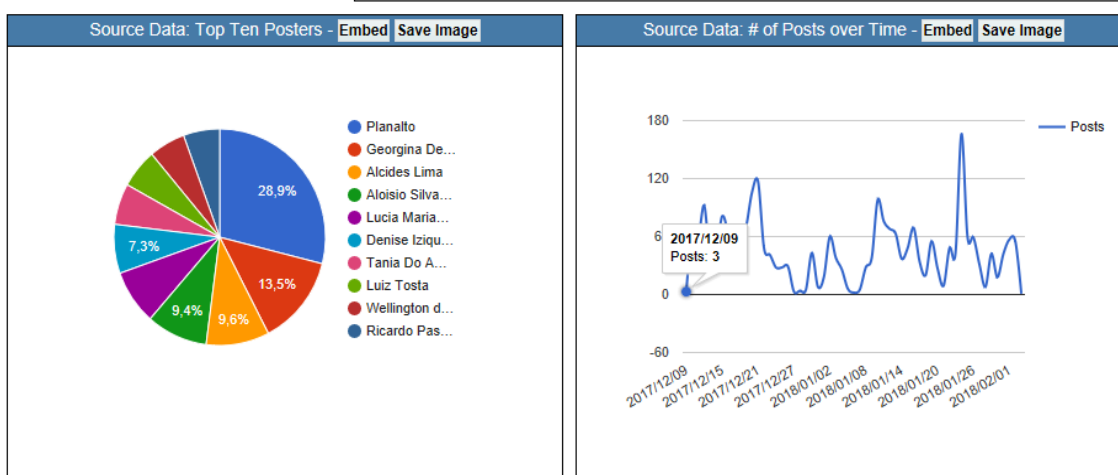 Source Data: Top Ten Posters - Embed Save Image
28,9%
13,5%
9,6%
9,4%
7,3%
Planalto
Georgina De...
Alcides Lima
Aloisio Silva...
Lucia Maria...
Denise Iziqu...
Tania Do A...
Luiz Tosta
Wellington d...
Ricardo Pas...
Source Data: # of Posts over Time - Embed Save Image
180
120
6
0
-60
2017/12/09
Posts: 3
Posts
2017/12/09
2017/12/15
2017/12/21
2017/12/27
2018/01/02
2018/01/08
2018/01/14
2018/01/20
2018/01/26
2018/02/01